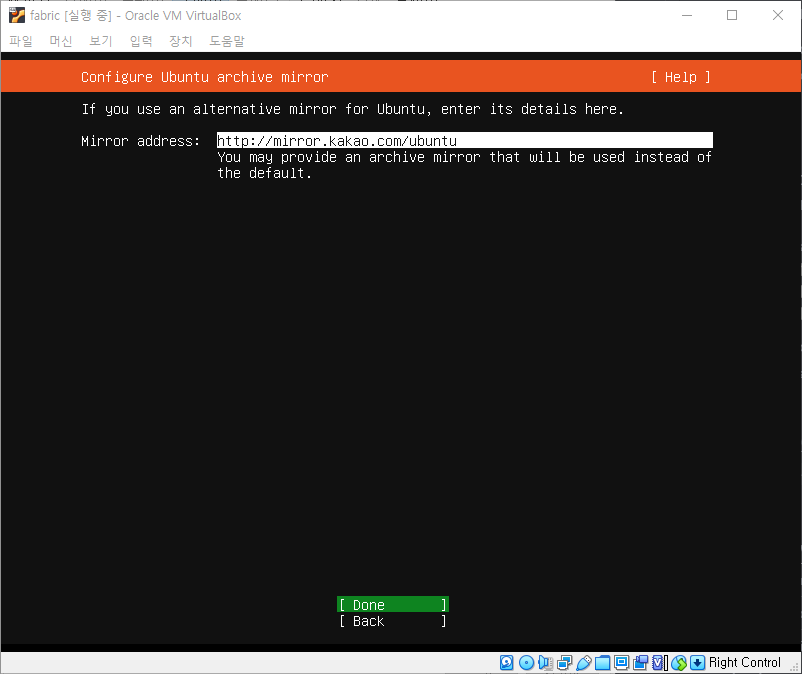 fabric [실행 중] - Oracle VM VirtualBox
파일 머신 보기 입력 장치 도움말
Configure Ubuntu archive mirror [ Help ]
If you use an alternative mirror for Ubuntu, enter its details here.
Mirror address: http://mirror.kakao.com/ubuntu
You may provide an archive mirror that will be used instead of
the default.
[ Done ]
[ Back ]
Right Control